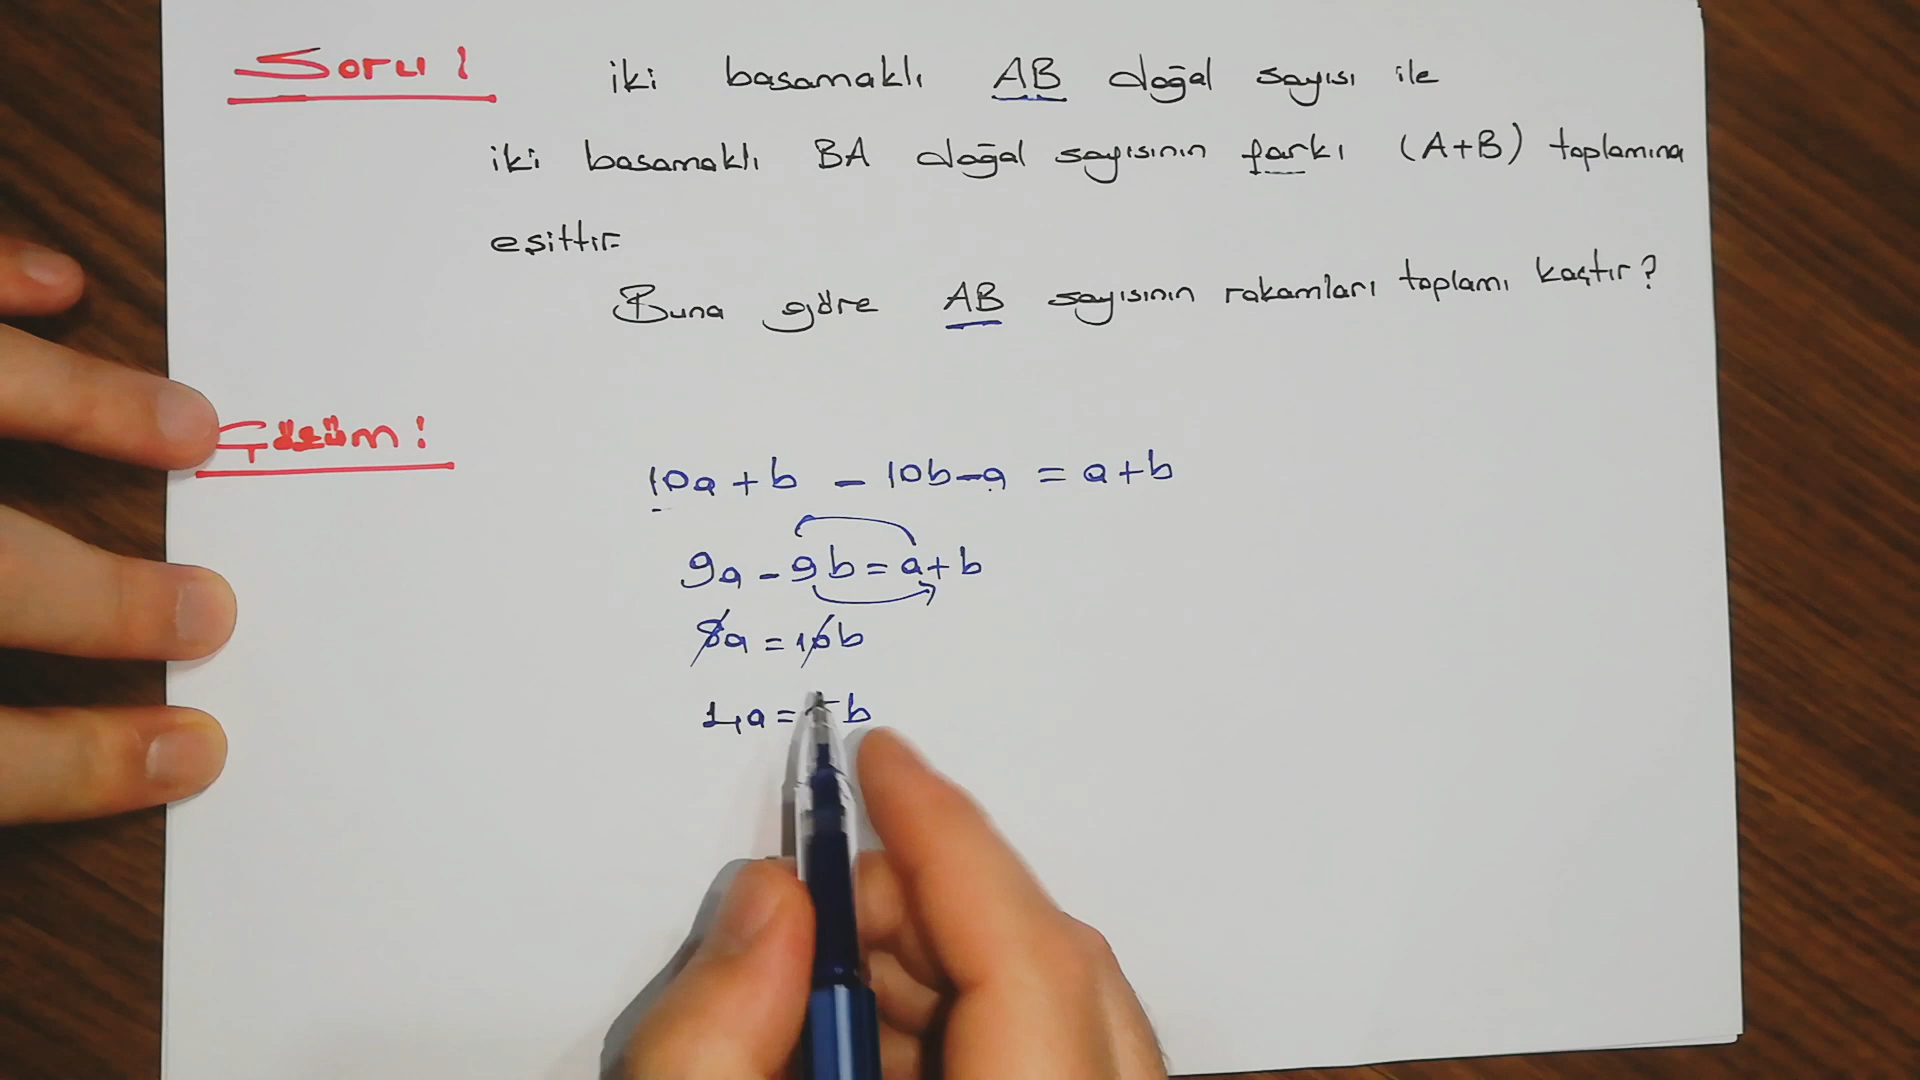 Soru!
iki basamaklı AB doğal sayısı ile
iki basamaklı BA doğal sayısının farkı (A+B) toplamına
eşittir.
Buna göre AB sayısının rakamları toplamı kaçtır?
Çözüm:
10a+b - 10b-a = a+b
9a-9b=a+b
8a=10b
4a=5b